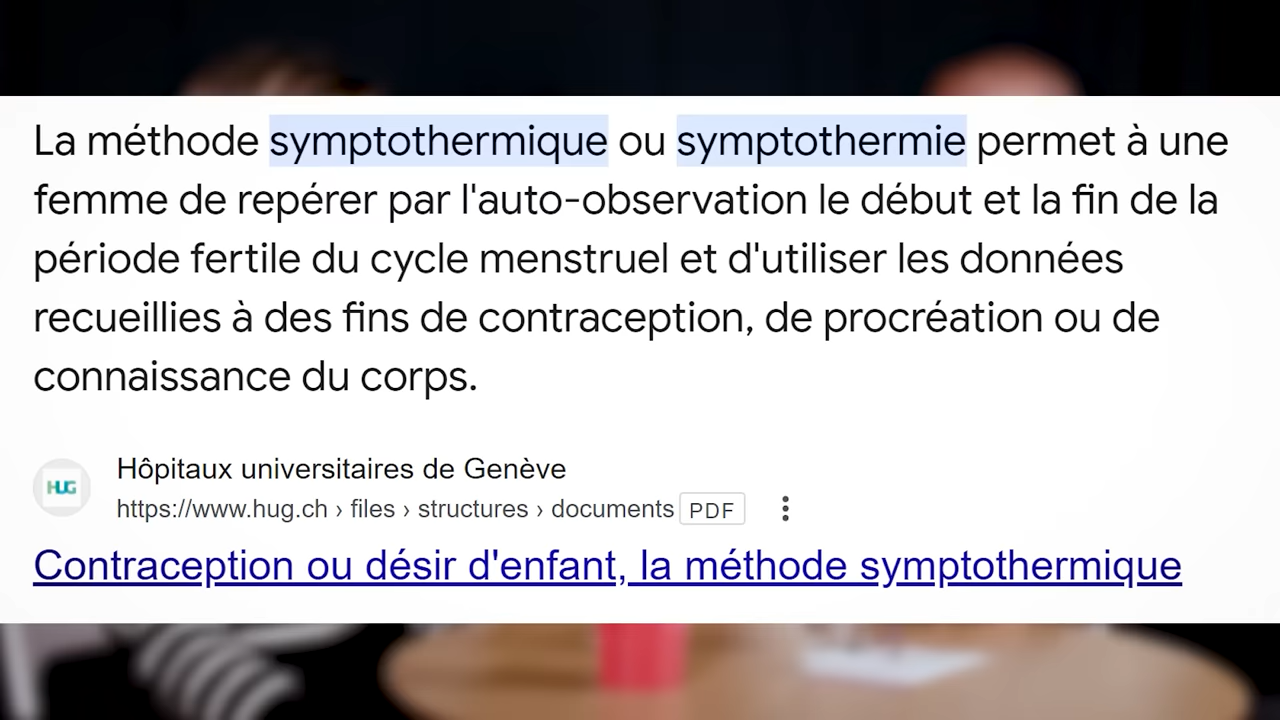 La méthode symptothermique ou symptothermie permet à une
femme de repérer par l'auto-observation le début et la fin de la
période fertile du cycle menstruel et d'utiliser les données
recueillies à des fins de contraception, de procréation ou de
connaissance du corps.
HUG
Hôpitaux universitaires de Genève
https://www.hug.ch › files › structures › documents PDF
Contraception ou désir d'enfant, la méthode symptothermique